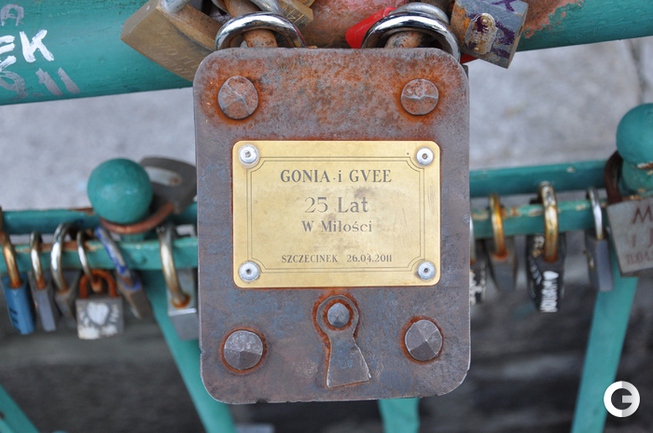 GONIA i GVEE
25 Lat
W Miłości
SZCZECINEK 26.04.2011